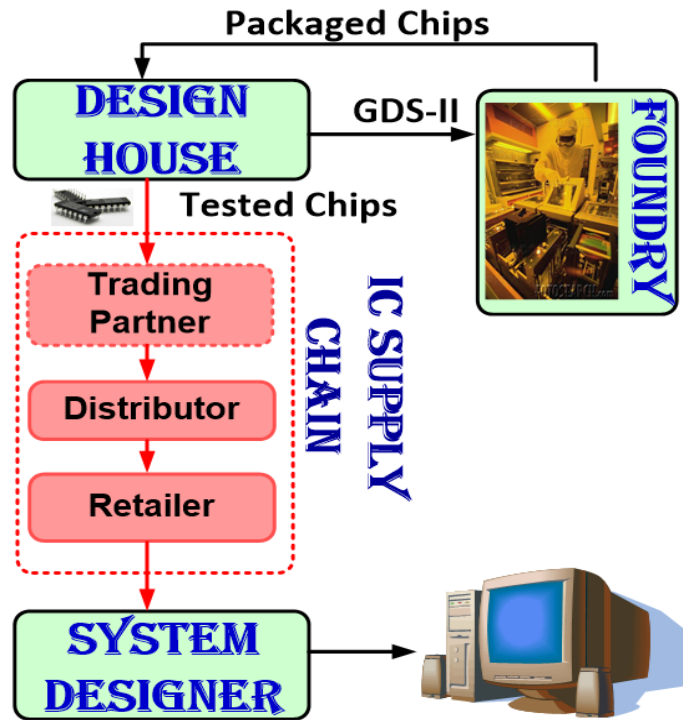 Packaged Chips
DESIGN
HOUSE
GDS-II
FOUNDRY
Tested Chips
Trading
Partner
IC SUPPLY
CHAIN
Distributor
Retailer
SYSTEM
DESIGNER